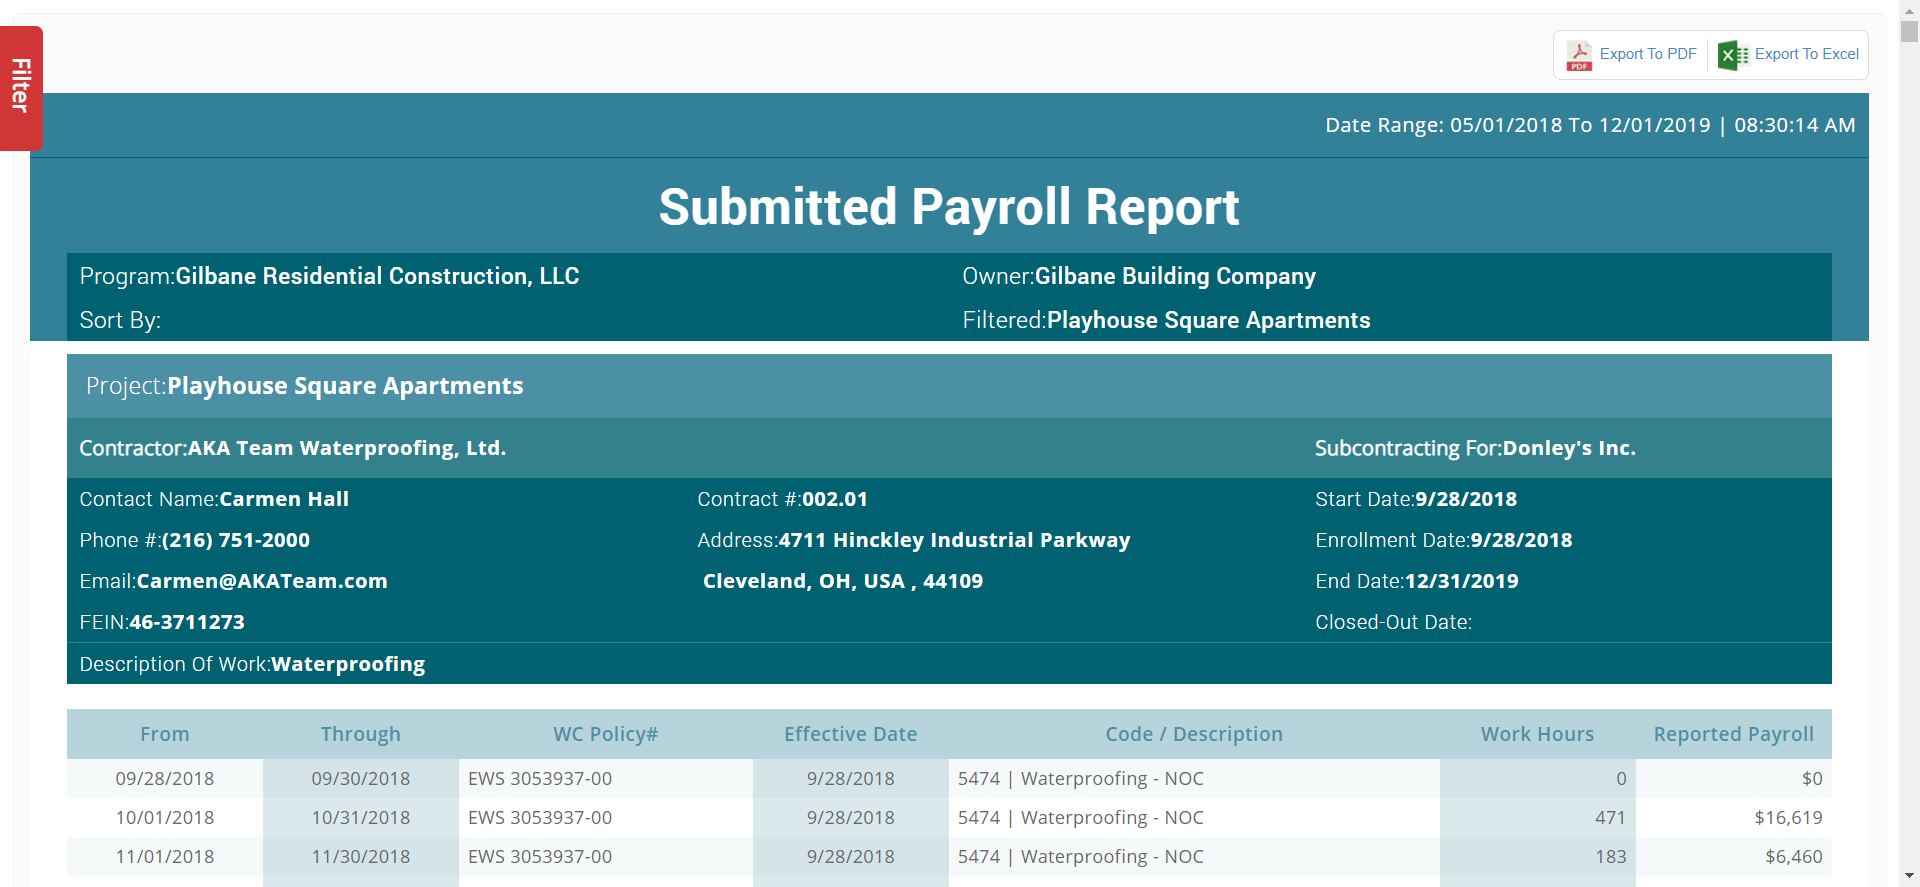 Filter
PDF
Export To PDF
Export To Excel
Date Range: 05/01/2018 To 12/01/2019 | 08:30:14 AM
Submitted Payroll Report
Program:Gilbane Residential Construction, LLC
Owner:Gilbane Building Company
Sort By:
Filtered:Playhouse Square Apartments
Project:Playhouse Square Apartments
Contractor:AKA Team Waterproofing, Ltd.
Subcontracting For:Donley's Inc.
Contact Name:Carmen Hall
Contract #:002.01
Start Date:9/28/2018
Phone #:(216) 751-2000
Address:4711 Hinckley Industrial Parkway
Enrollment Date:9/28/2018
Email:Carmen@AKATeam.com
Cleveland, OH, USA , 44109
End Date:12/31/2019
FEIN:46-3711273
Closed-Out Date:
Description Of Work:Waterproofing
From Through WC Policy# Effective Date Code / Description Work Hours Reported Payroll
09/28/2018 09/30/2018 EWS 3053937-00 9/28/2018 5474 | Waterproofing - NOC 0 $0
10/01/2018 10/31/2018 EWS 3053937-00 9/28/2018 5474 | Waterproofing - NOC 471 $16,619
11/01/2018 11/30/2018 EWS 3053937-00 9/28/2018 5474 | Waterproofing - NOC 183 $6,460